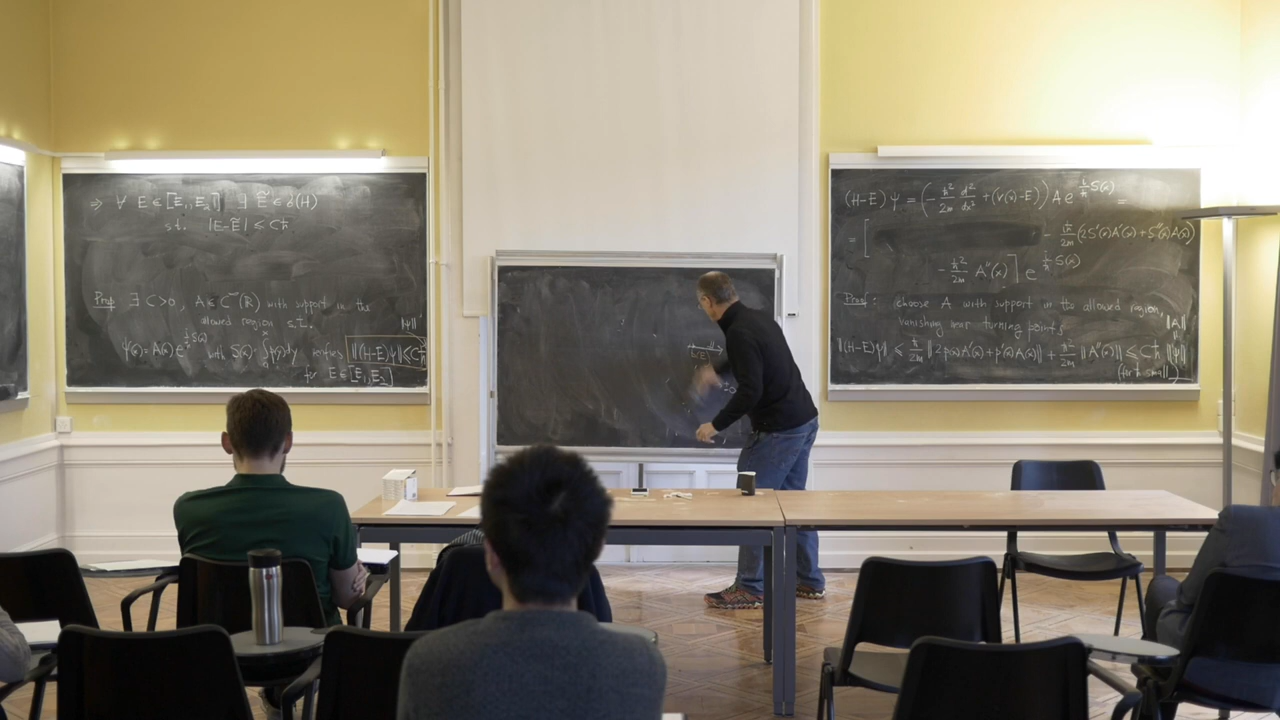 ⇒ ∀ E ∈ [E₁,E₂] ∃ Ẽ ∈ σ(H)
s.t. |E-Ẽ| ≤ Cħ
Prop ∃ C>0, A ∈ C^∞(ℝ) with support in the
allowed region s.t. ‖ψ‖
ψ(x)=A(x)e^{i/ħ S(x)} with S(x)=∫p(y)dy satisfies ‖(H-E)ψ‖≤Cħ
for E∈[E₁,E₂]
(H-E)ψ = (-ħ²/2m d²/dx² + (V(x)-E)) A e^{i/ħ S(x)} =
= [ - iħ/2m (2S'(x)A'(x) + S''(x)A(x))
- ħ²/2m A''(x) ] e^{i/ħ S(x)}
Proof: choose A with support in the allowed region,
vanishing near turning points ‖A‖
‖(H-E)ψ‖ ≤ ħ/2m ‖2p(x)A'(x)+p'(x)A(x)‖ + ħ²/2m ‖A''(x)‖ ≤ Cħ ‖ψ‖
(for ħ small)